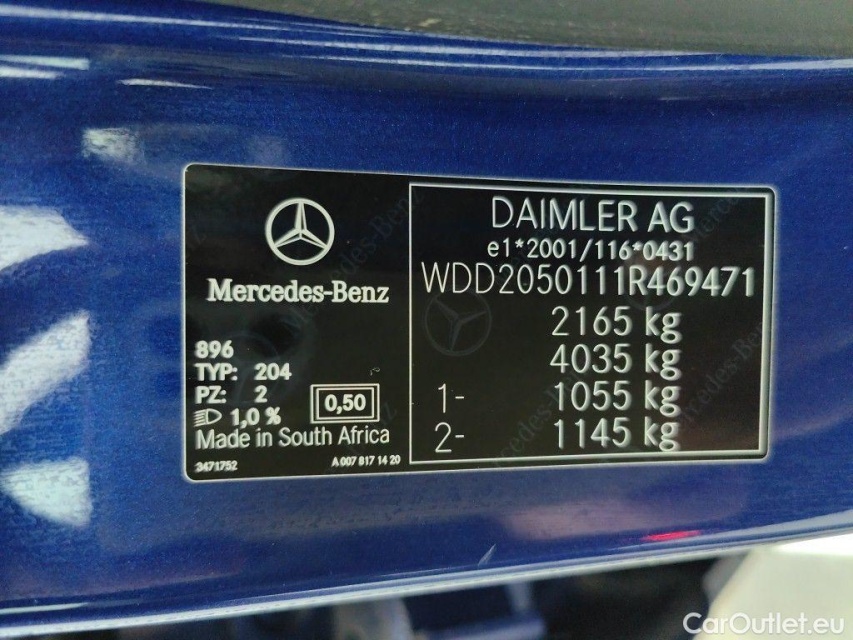 Mercedes-Benz
896
TYP: 204
PZ: 2
1,0 %
0,50
Made in South Africa
3471752
A 007 817 14 20
DAIMLER AG
e1*2001/116*0431
WDD2050111R469471
2165 kg
4035 kg
1- 1055 kg
2- 1145 kg
CarOutlet.eu